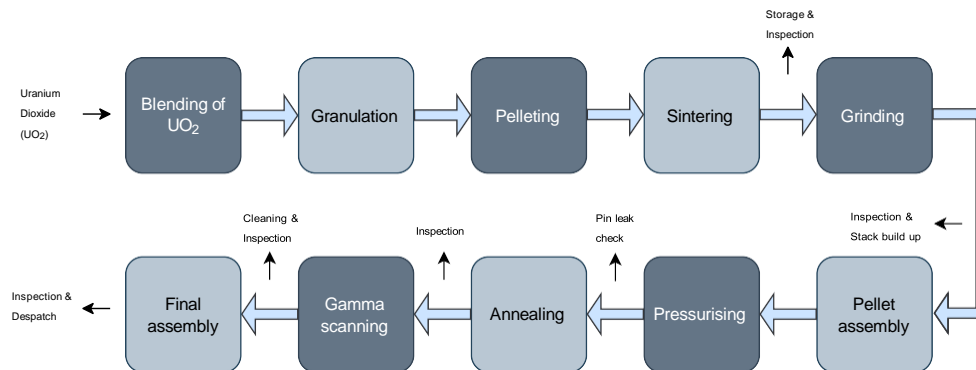 Storage &
Inspection
Uranium
Dioxide
(UO₂)
Blending of
UO₂
Granulation
Pelleting
Sintering
Grinding
Inspection &
Stack build up
Pellet
assembly
Pressurising
Pin leak
check
Annealing
Inspection
Gamma
scanning
Cleaning &
Inspection
Final
assembly
Inspection &
Despatch